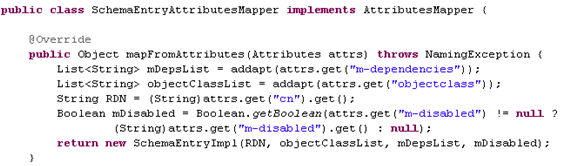 public class SchemaEntryAttributesMapper implements AttributesMapper {
@Override
public Object mapFromAttributes(Attributes attrs) throws NamingException {
List<String> mDepsList = addapt(attrs.get("m-dependencies"));
List<String> objectClassList = addapt(attrs.get("objectclass"));
String RDN = (String)attrs.get("cn").get();
Boolean mDisabled = Boolean.getBoolean(attrs.get("m-disabled") != null ?
(String)attrs.get("m-disabled").get() : null);
return new SchemaEntryImpl(RDN, objectClassList, mDepsList, mDisabled);
}